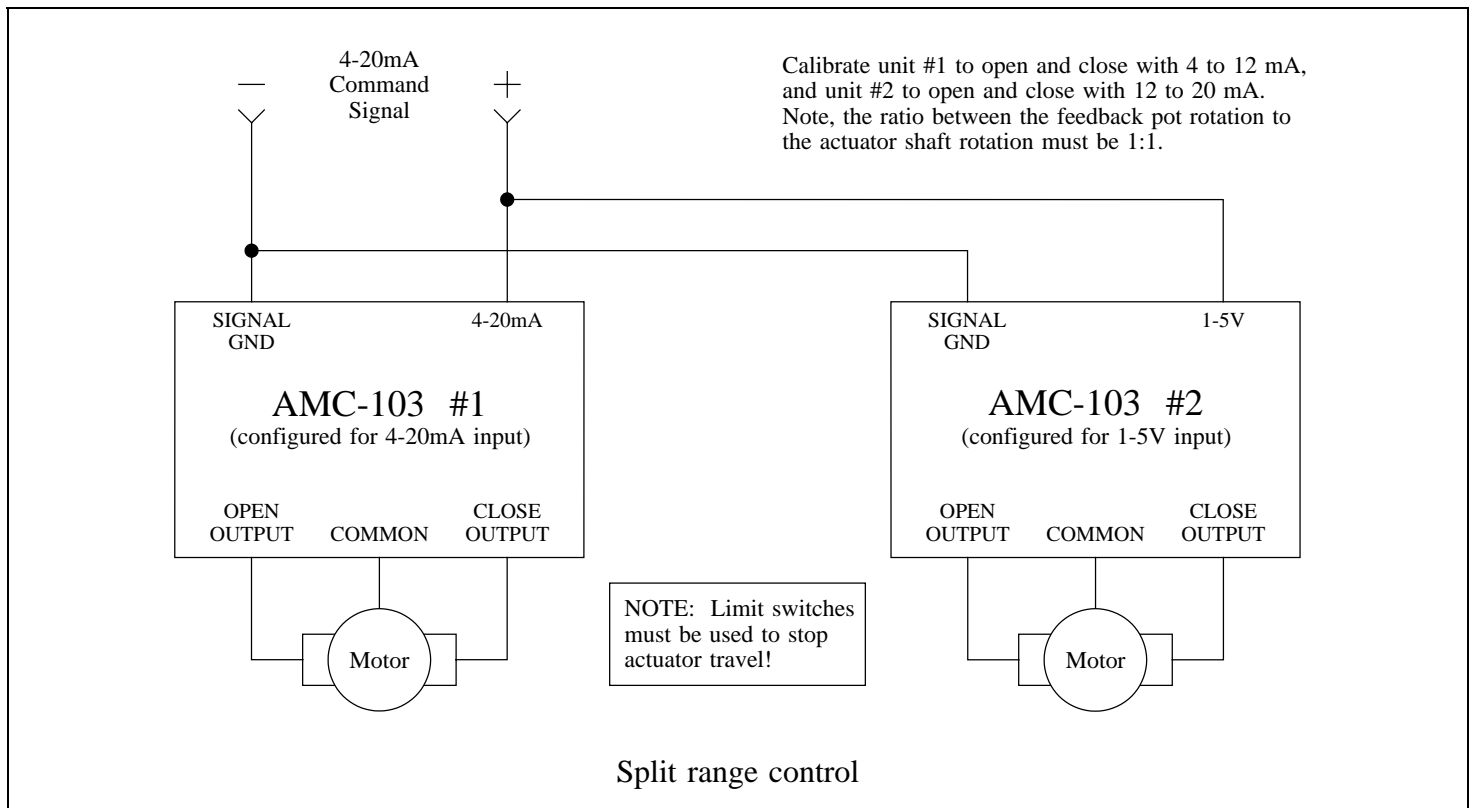 4-20mA
Command
Signal
− +
Calibrate unit #1 to open and close with 4 to 12 mA,
and unit #2 to open and close with 12 to 20 mA.
Note, the ratio between the feedback pot rotation to
the actuator shaft rotation must be 1:1.
SIGNAL
GND
4-20mA
AMC-103 #1
(configured for 4-20mA input)
OPEN
OUTPUT
COMMON
CLOSE
OUTPUT
Motor
SIGNAL
GND
1-5V
AMC-103 #2
(configured for 1-5V input)
OPEN
OUTPUT
COMMON
CLOSE
OUTPUT
Motor
NOTE: Limit switches
must be used to stop
actuator travel!
Split range control